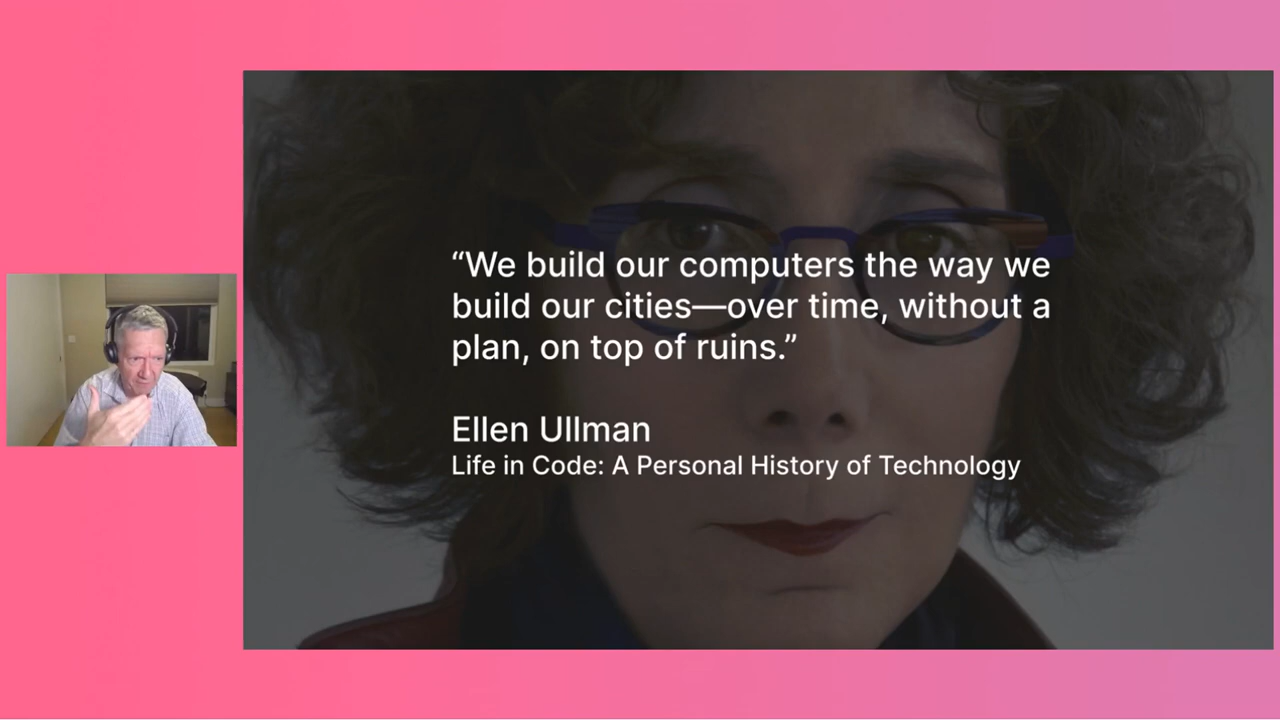 “We build our computers the way we
build our cities—over time, without a
plan, on top of ruins.”
Ellen Ullman
Life in Code: A Personal History of Technology